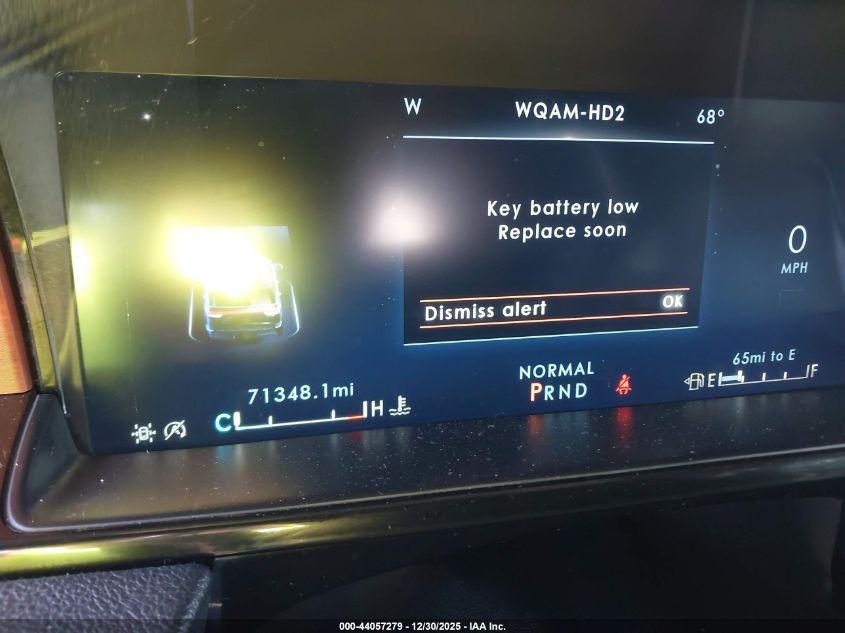 W WQAM-HD2 68°
Key battery low
Replace soon
0
MPH
Dismiss alert OK
65mi to E
NORMAL
71348.1mi
PRND
E F
C H
000-44057279 - 12/30/2025 - IAA Inc.